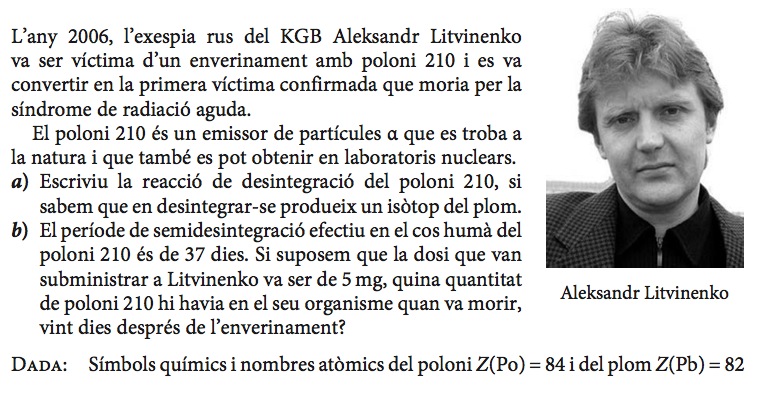 L’any 2006, l’exespia rus del KGB Aleksandr Litvinenko
va ser víctima d’un enverinament amb poloni 210 i es va
convertir en la primera víctima confirmada que moria per la
síndrome de radiació aguda.
El poloni 210 és un emissor de partícules α que es troba a
la natura i que també es pot obtenir en laboratoris nuclears.
a) Escriviu la reacció de desintegració del poloni 210, si
sabem que en desintegrar-se produeix un isòtop del plom.
b) El període de semidesintegració efectiu en el cos humà del
poloni 210 és de 37 dies. Si suposem que la dosi que van
subministrar a Litvinenko va ser de 5 mg, quina quantitat
de poloni 210 hi havia en el seu organisme quan va morir,
vint dies després de l’enverinament?
Aleksandr Litvinenko
DADA: Símbols químics i nombres atòmics del poloni Z(Po) = 84 i del plom Z(Pb) = 82